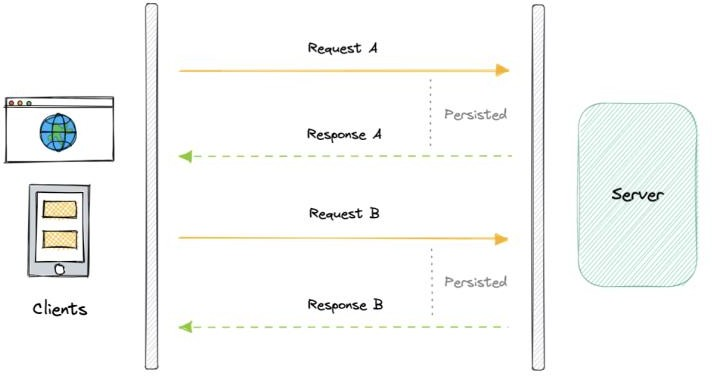 Request A
Persisted
Response A
Request B
Persisted
Response B
Clients
Server